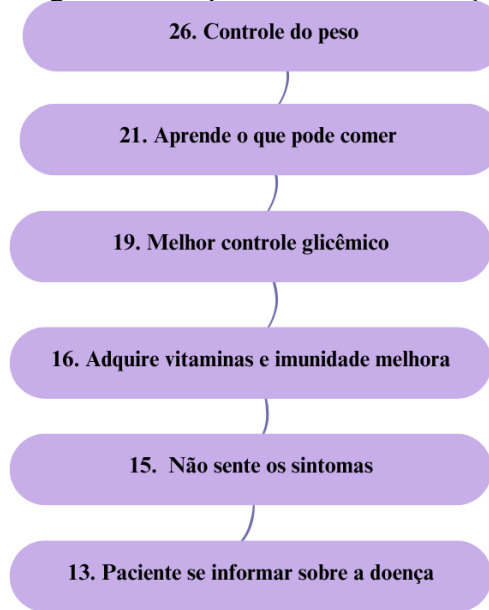 26. Controle do peso
21. Aprende o que pode comer
19. Melhor controle glicêmico
16. Adquire vitaminas e imunidade melhora
15. Não sente os sintomas
13. Paciente se informar sobre a doença